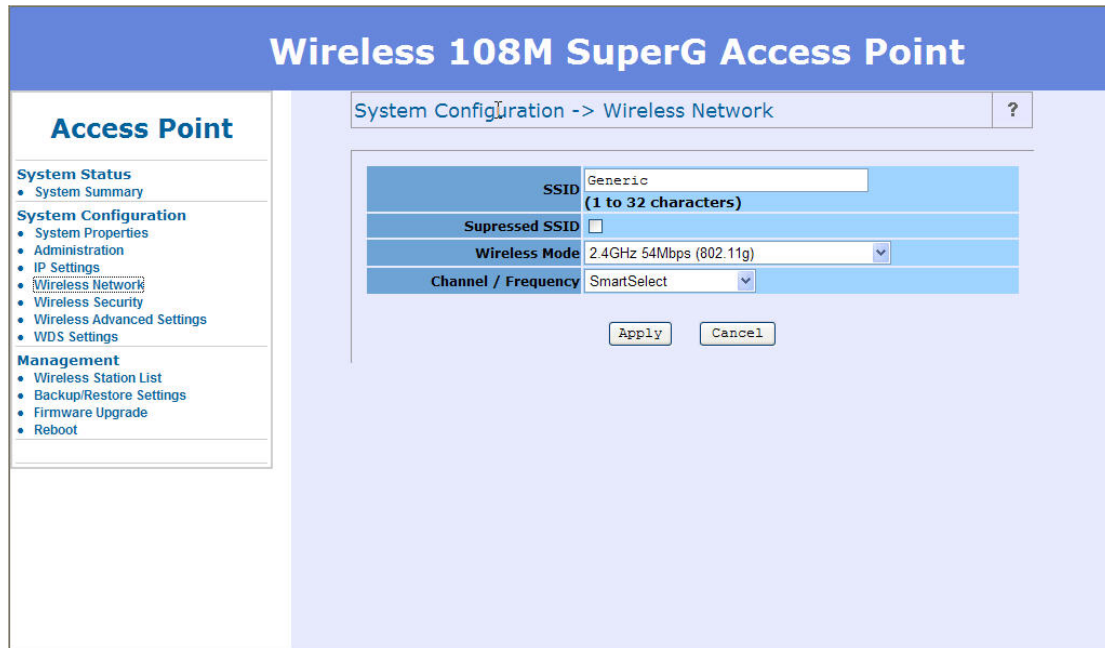 Wireless 108M SuperG Access Point
Access Point
System Status
System Summary
System Configuration
System Properties
Administration
IP Settings
Wireless Network
Wireless Security
Wireless Advanced Settings
WDS Settings
Management
Wireless Station List
Backup/Restore Settings
Firmware Upgrade
Reboot
System Configuration -> Wireless Network
?
SSID
Generic
(1 to 32 characters)
Supressed SSID
Wireless Mode
2.4GHz 54Mbps (802.11g)
Channel / Frequency
SmartSelect
Apply
Cancel